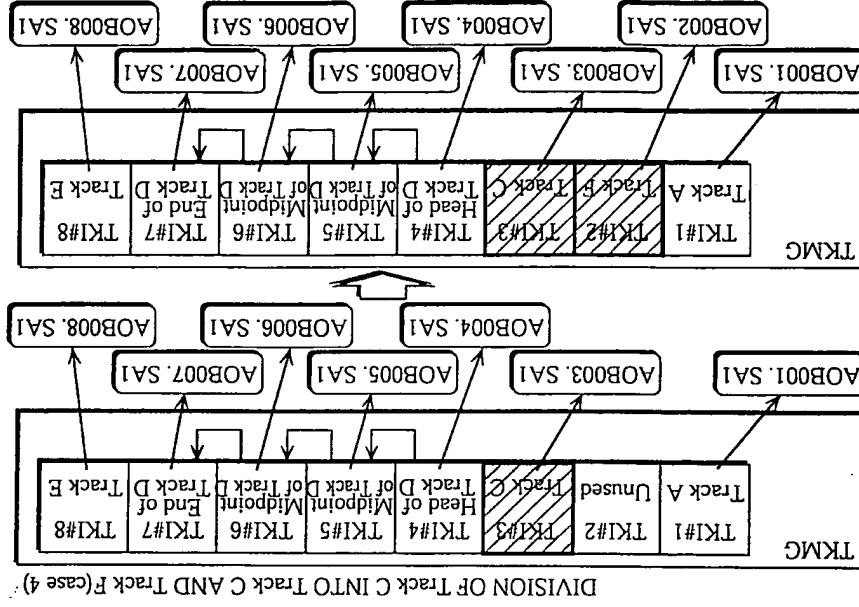 DIVISION OF Track C INTO Track C AND Track F(case 4)
TKMG
TKI#1
Track A
TKI#2
Unused
TKI#3
Track C
TKI#4
Head of
Track D
TKI#5
Midpoint
of Track D
TKI#6
Midpoint
of Track D
TKI#7
End of
Track D
TKI#8
Track E
AOB001. SA1
AOB003. SA1
AOB005. SA1
AOB007. SA1
AOB004. SA1
AOB006. SA1
AOB008. SA1
TKMG
TKI#1
Track A
TKI#2
Track F
TKI#3
Track C
TKI#4
Head of
Track D
TKI#5
Midpoint
of Track D
TKI#6
Midpoint
of Track D
TKI#7
End of
Track D
TKI#8
Track E
AOB001. SA1
AOB003. SA1
AOB005. SA1
AOB007. SA1
AOB002. SA1
AOB004. SA1
AOB006. SA1
AOB008. SA1